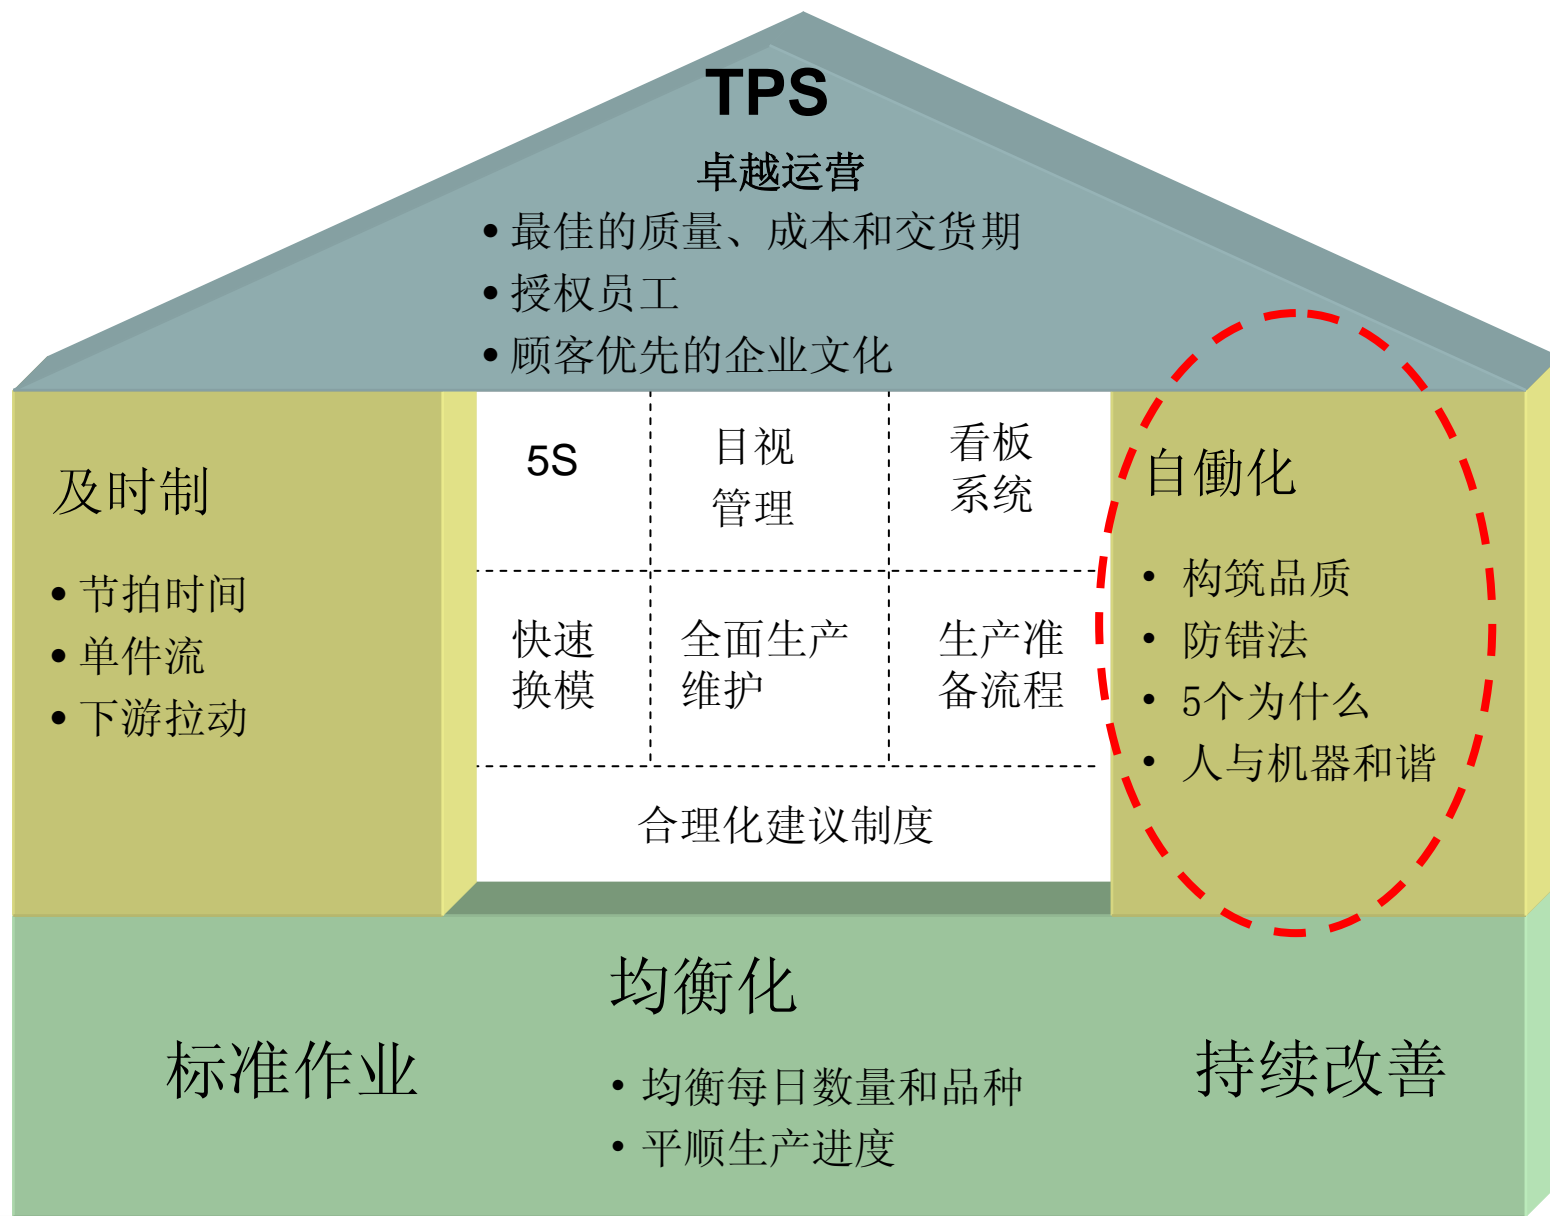 TPS
卓越运营
• 最佳的质量、成本和交货期
• 授权员工
• 顾客优先的企业文化
及时制
• 节拍时间
• 单件流
• 下游拉动
5S
目视
管理
看板
系统
快速
换模
全面生产
维护
生产准
备流程
合理化建议制度
自働化
• 构筑品质
• 防错法
• 5个为什么
• 人与机器和谐
标准作业
均衡化
• 均衡每日数量和品种
• 平顺生产进度
持续改善